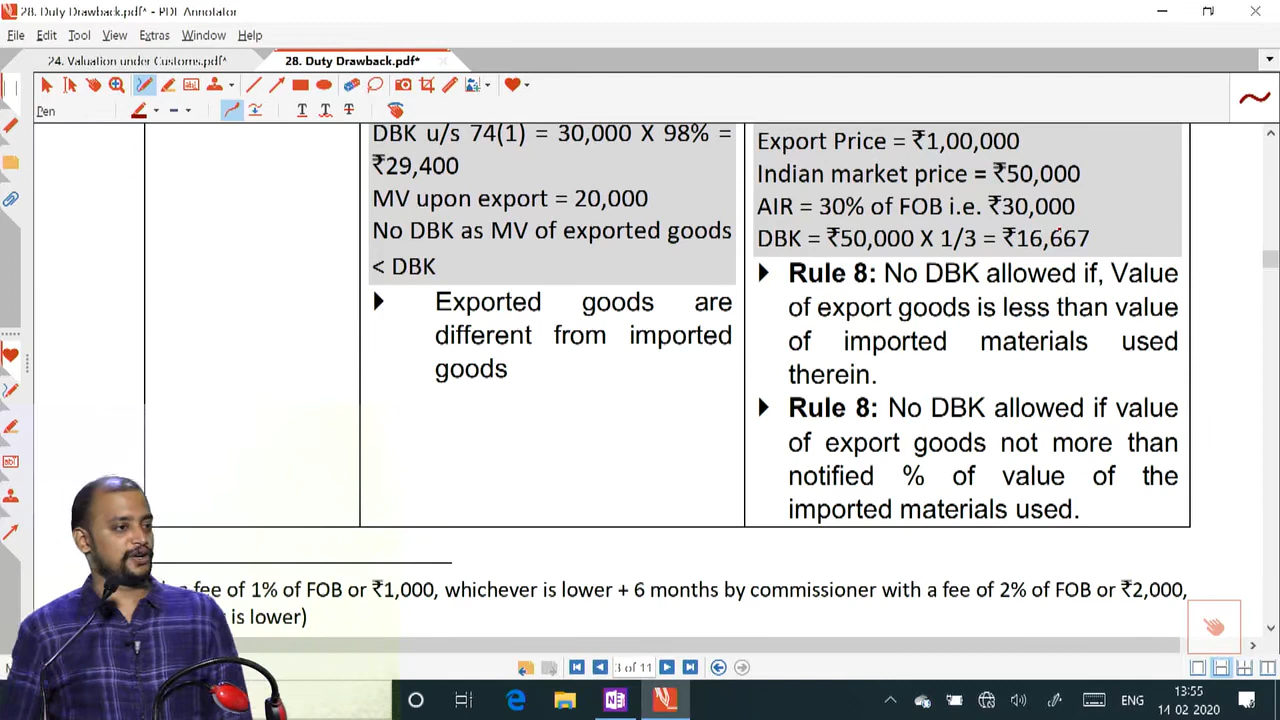 28. Duty Drawback.pdf* - PDF Annotator
File Edit Tool View Extras Window Help
24. Valuation under Customs.pdf* 28. Duty Drawback.pdf*
Pen
DBK u/s 74(1) = 30,000 X 98% =
₹29,400
MV upon export = 20,000
No DBK as MV of exported goods
< DBK
Exported goods are
different from imported
goods
Export Price = ₹1,00,000
Indian market price = ₹50,000
AIR = 30% of FOB i.e. ₹30,000
DBK = ₹50,000 X 1/3 = ₹16,667
Rule 8: No DBK allowed if, Value
of export goods is less than value
of imported materials used
therein.
Rule 8: No DBK allowed if value
of export goods not more than
notified % of value of the
imported materials used.
a fee of 1% of FOB or ₹1,000, whichever is lower + 6 months by commissioner with a fee of 2% of FOB or ₹2,000,
is lower)
3 of 11
ENG
13:55
14-02-2020